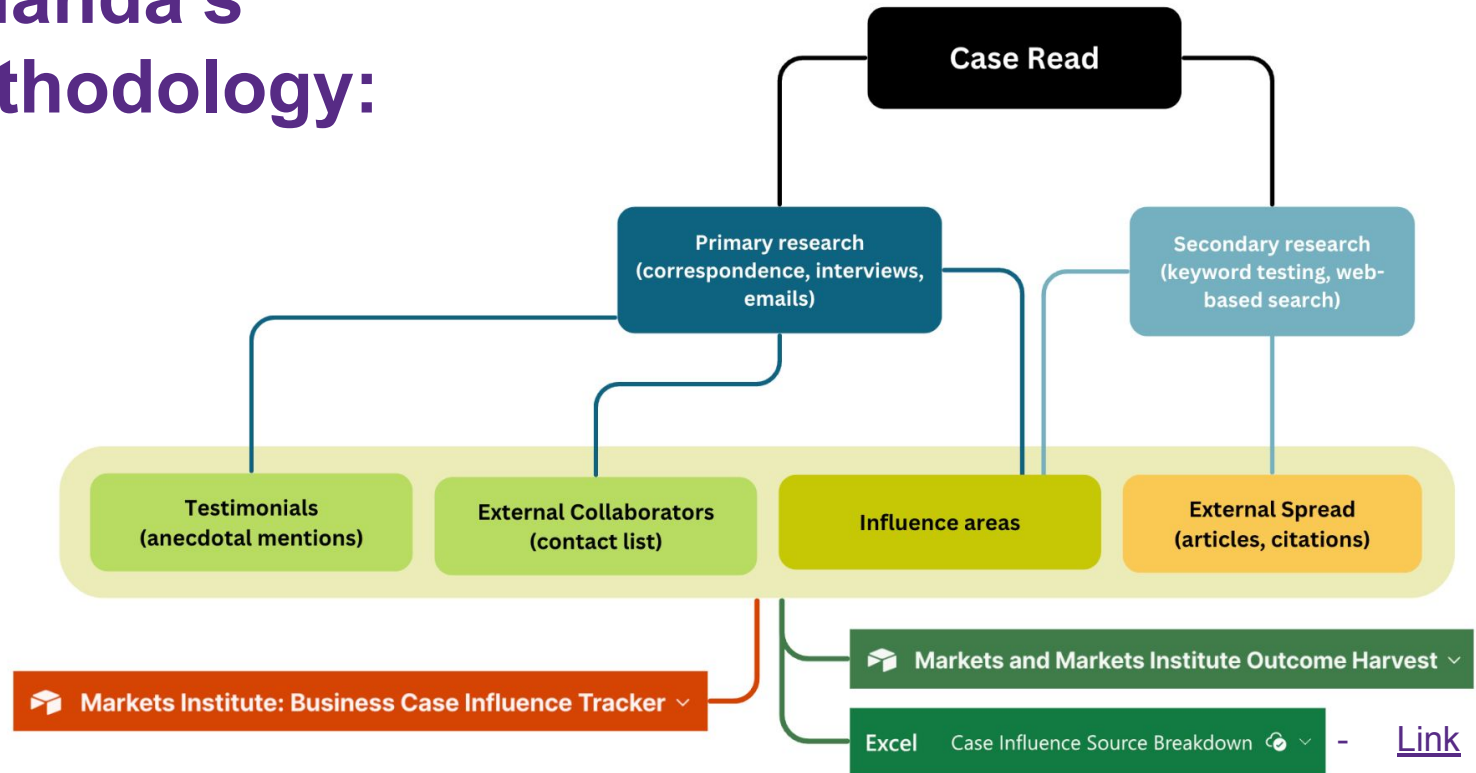 thodology:
Case Read
Primary research
(correspondence, interviews,
emails)
Secondary research
(keyword testing, web-
based search)
Testimonials
(anecdotal mentions)
External Collaborators
(contact list)
Influence areas
External Spread
(articles, citations)
Markets and Markets Institute Outcome Harvest
Markets Institute: Business Case Influence Tracker
Excel Case Influence Source Breakdown - Link